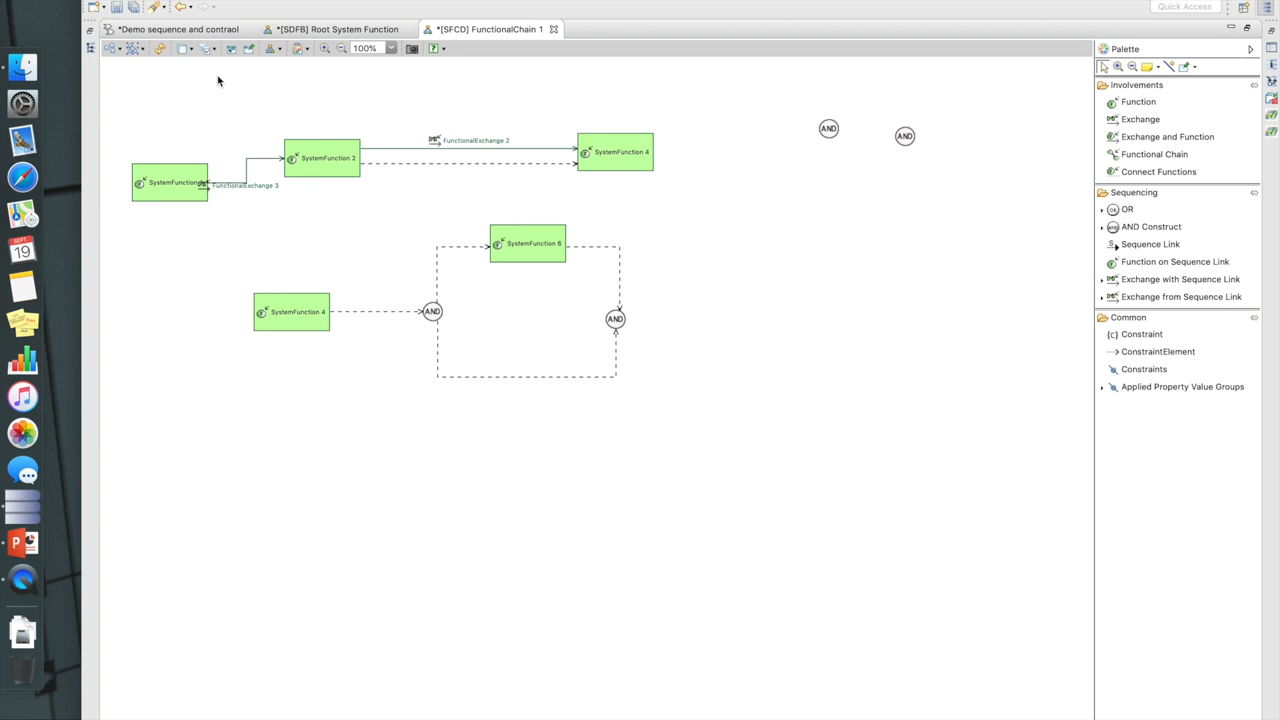 Quick Access
*Demo sequence and contraol
*[SDFB] Root System Function
*[SFCD] FunctionalChain 1
100%
Palette
Involvements
Function
Exchange
Exchange and Function
Functional Chain
Connect Functions
Sequencing
OR
AND Construct
Sequence Link
Function on Sequence Link
Exchange with Sequence Link
Exchange from Sequence Link
Common
Constraint
ConstraintElement
Constraints
Applied Property Value Groups
AND
AND
FunctionalExchange 2
SystemFunction 2
SystemFunction 4
FunctionalExchange 3
SystemFunction 6
SystemFunction 4
AND
AND
SEPT.
19